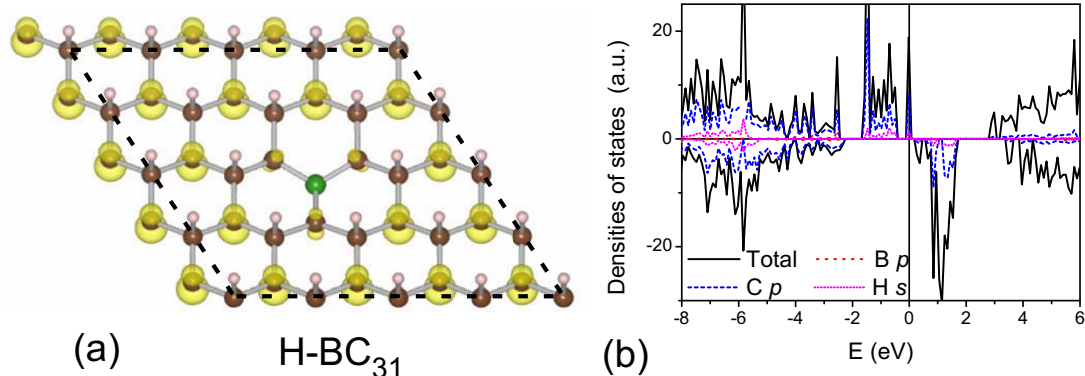 (a)
H-BC31
(b)
Densities of states (a.u.)
20
0
-20
Total
B p
C p
H s
-8 -6 -4 -2 0 2 4 6
E (eV)